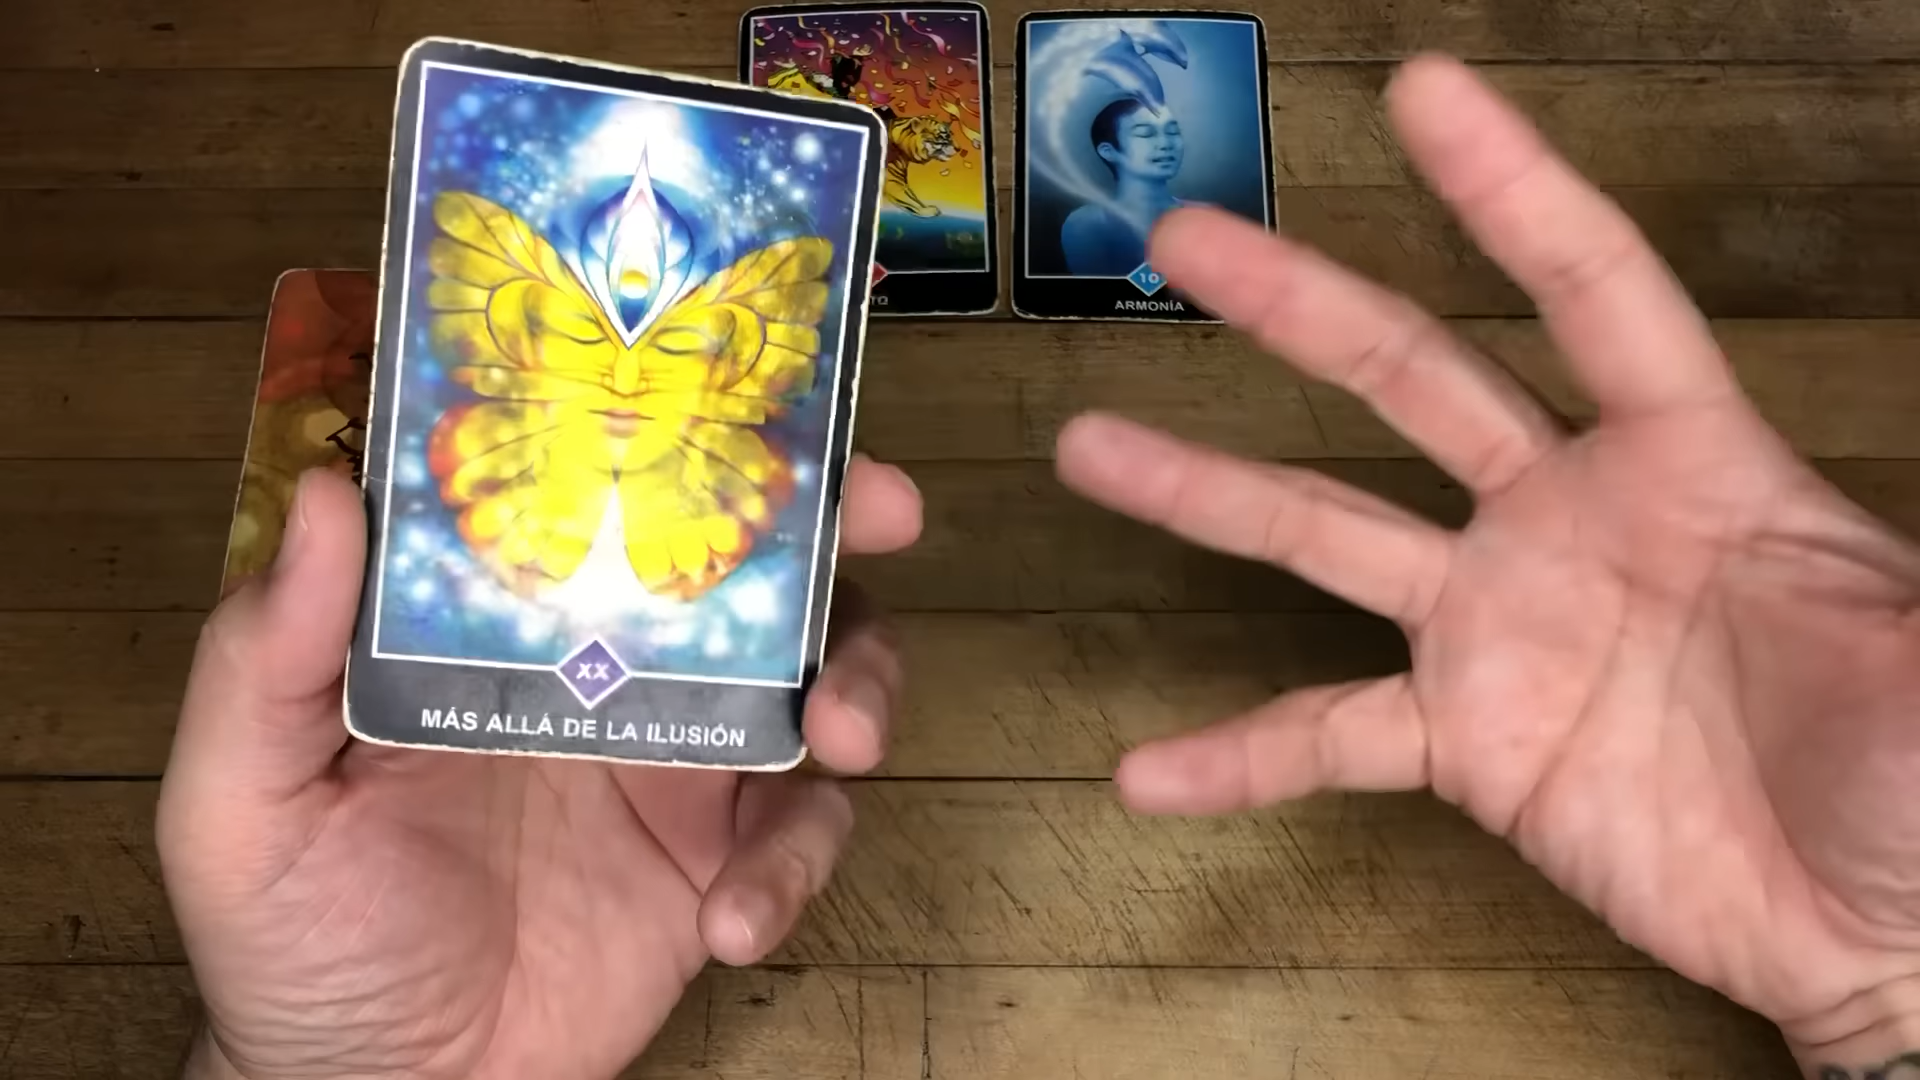 10
ARMONÍA
XX
MÁS ALLÁ DE LA ILUSIÓN